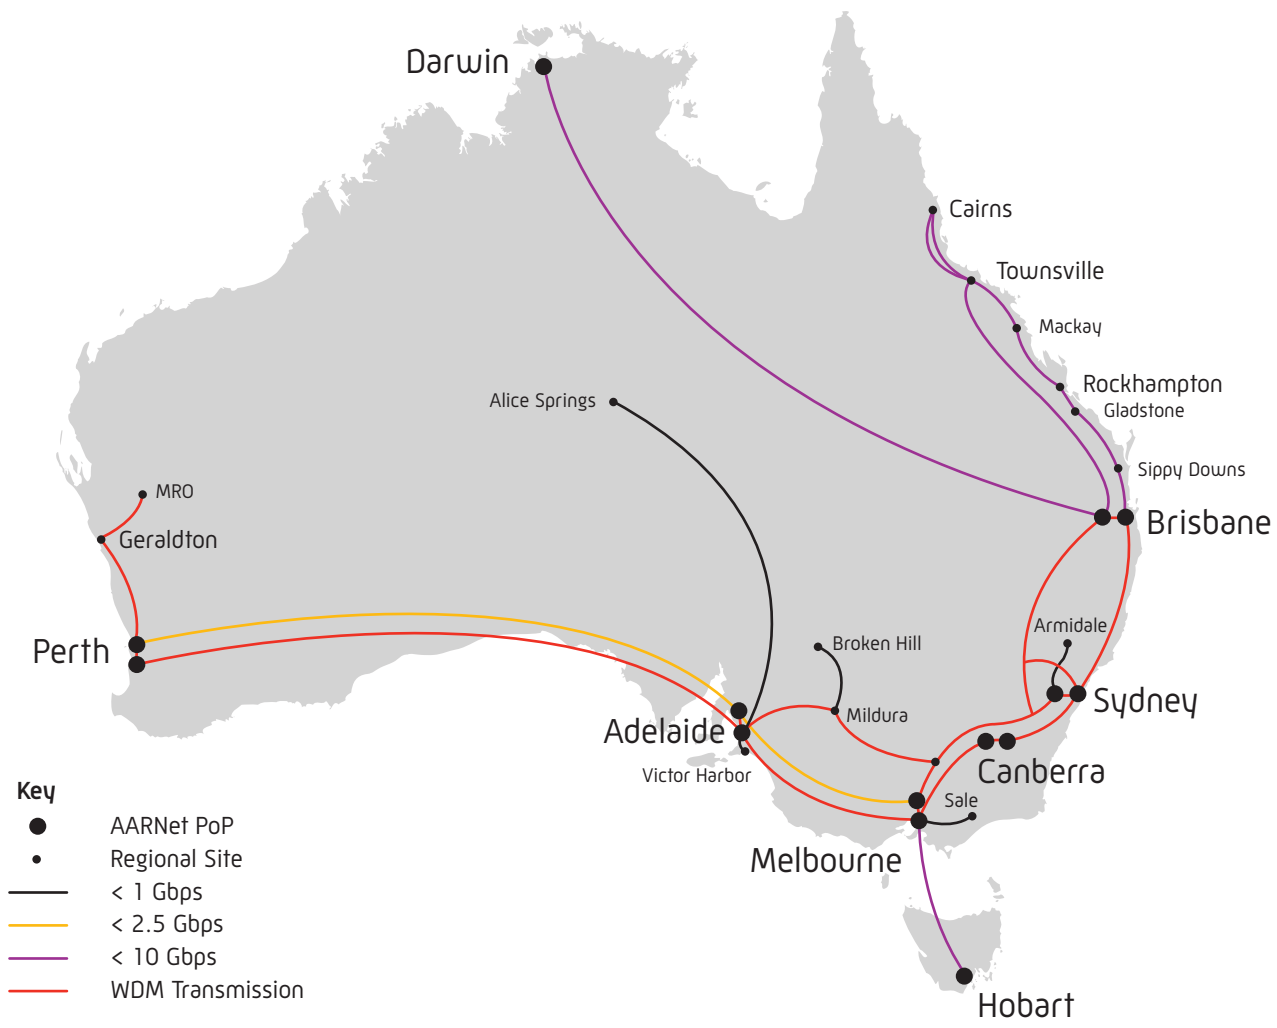 Darwin
Cairns
Townsville
Mackay
Rockhampton
Gladstone
Alice Springs
Sippy Downs
MRO
Brisbane
Geraldton
Armidale
Broken Hill
Perth
Sydney
Mildura
Adelaide
Victor Harbor
Canberra
Sale
Melbourne
Hobart
Key
AARNet PoP
Regional Site
< 1 Gbps
< 2.5 Gbps
< 10 Gbps
WDM Transmission